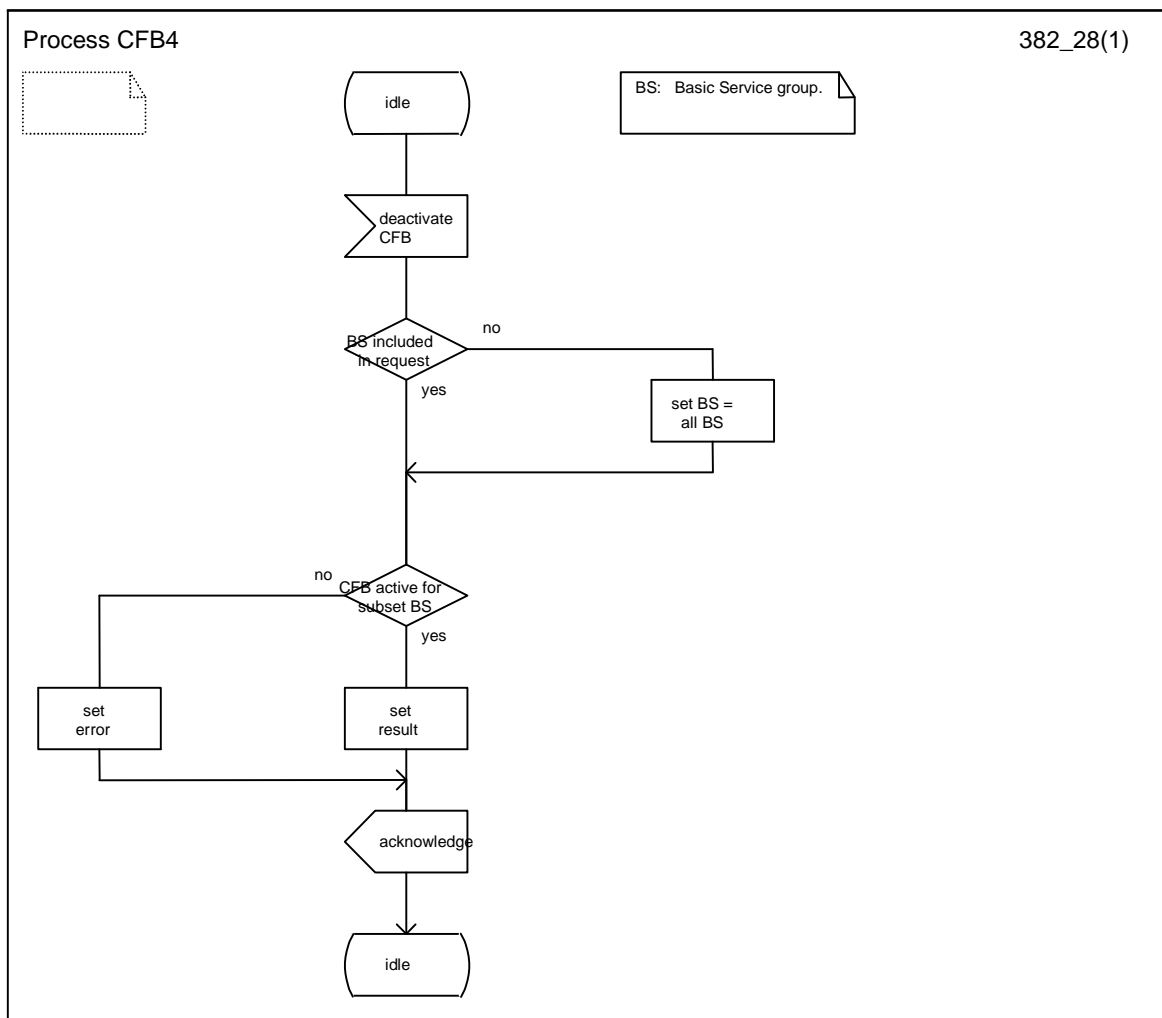 Process CFB4
382_28(1)
idle
BS: Basic Service group.
deactivate
CFB
BS included
in request
no
yes
set BS =
all BS
no
CFB active for
subset BS
yes
set
error
set
result
acknowledge
idle